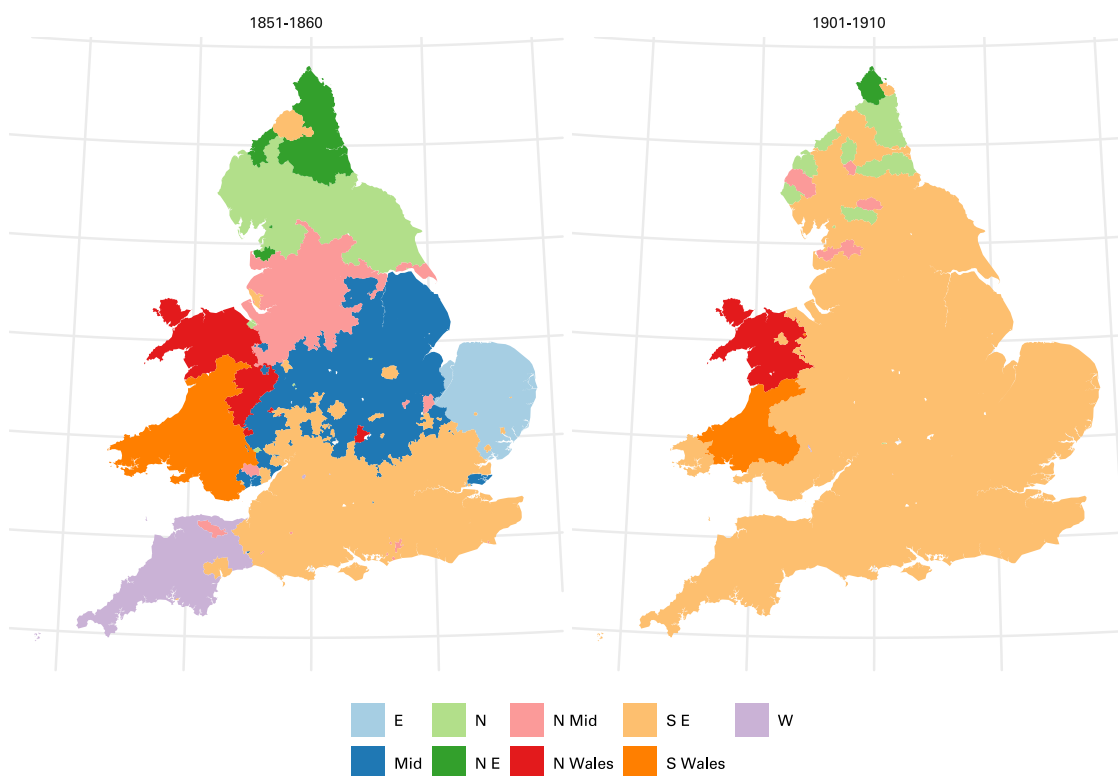 1851-1860
1901-1910
E
N
N Mid
S E
W
Mid
N E
N Wales
S Wales